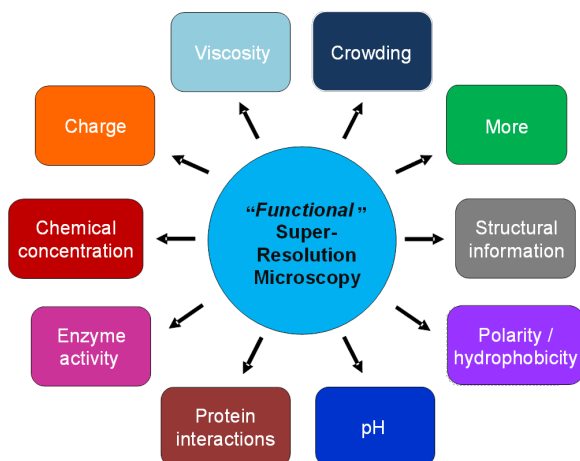 Viscosity
Crowding
Charge
More
Chemical
concentration
“Functional”
Super-
Resolution
Microscopy
Structural
information
Enzyme
activity
Polarity /
hydrophobicity
Protein
interactions
pH